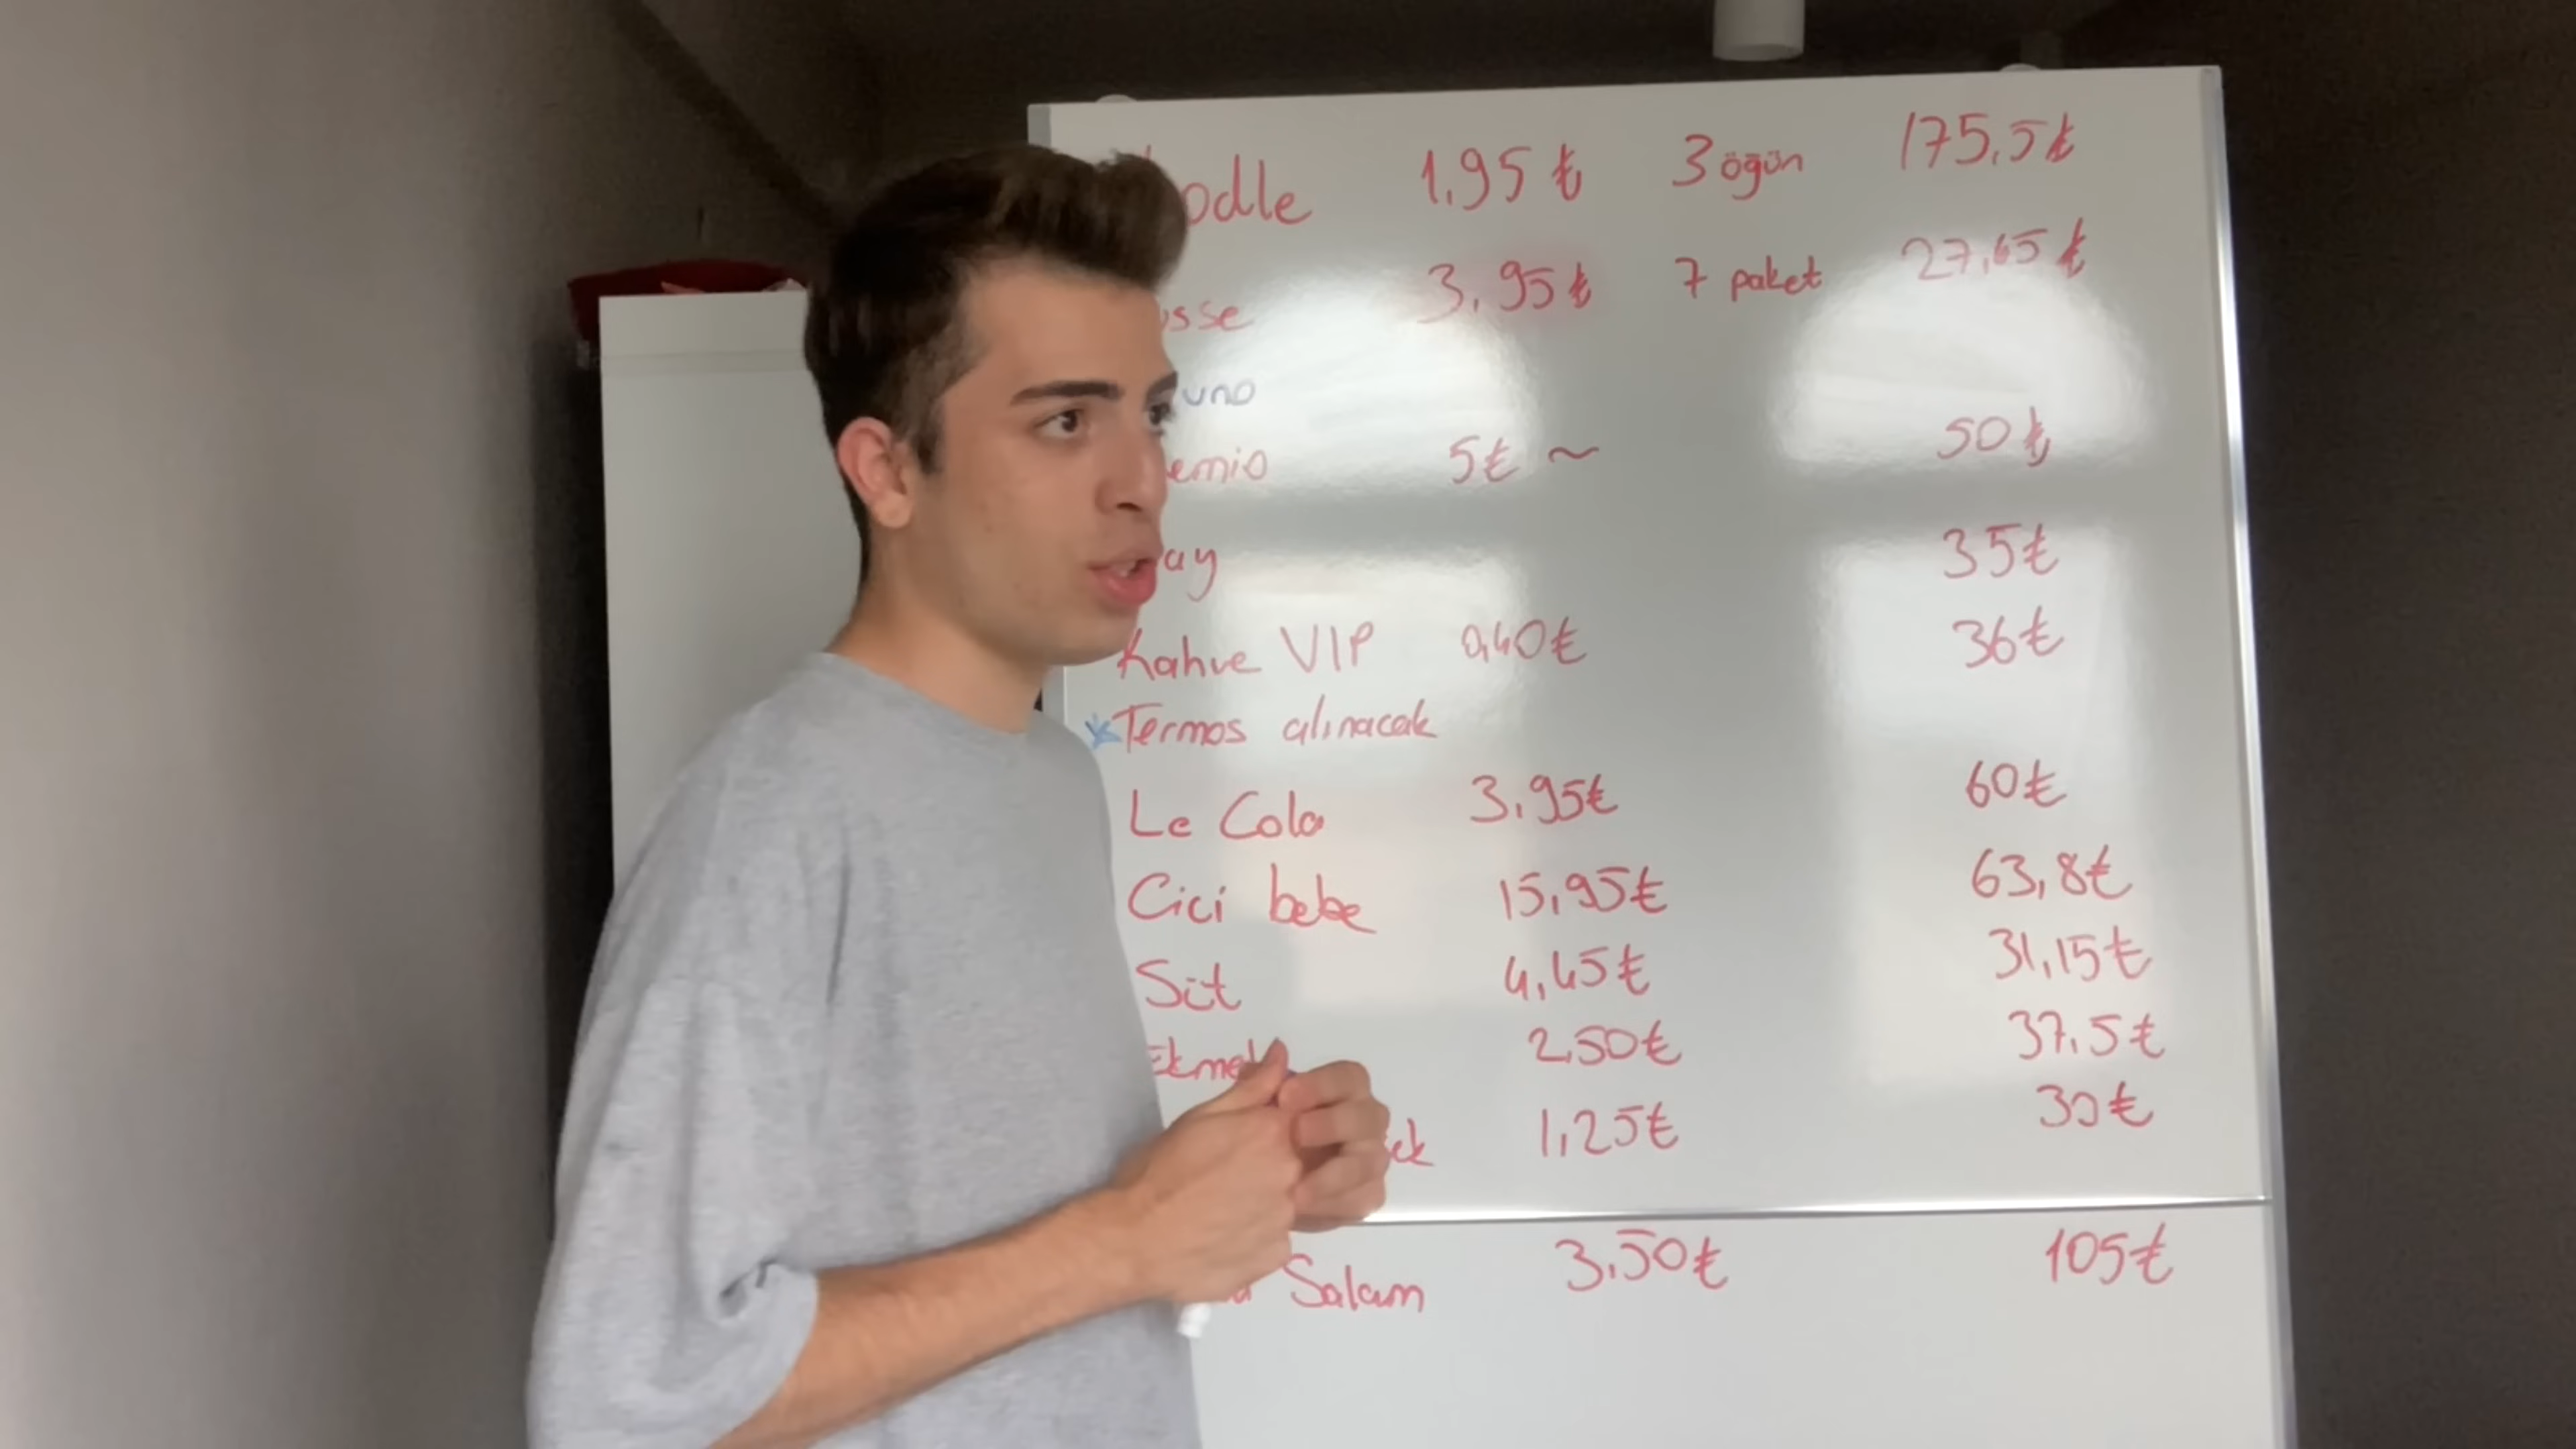 odle 1,95 ₺ 3 öğün 175,5 ₺
sse 3,95 ₺ 7 paket 27,65 ₺
uno
emio 5₺ ~ 50 ₺
ay 35₺
Kahve VIP 0,40₺ 36₺
*Termos alınacak
Le Cola 3,95₺ 60₺
Cici bebe 15,95₺ 63,8₺
Süt 4,45₺ 31,15₺
Ekmek 2,50₺ 37,5₺
ck 1,25₺ 30₺
Salam 3,50₺ 105₺